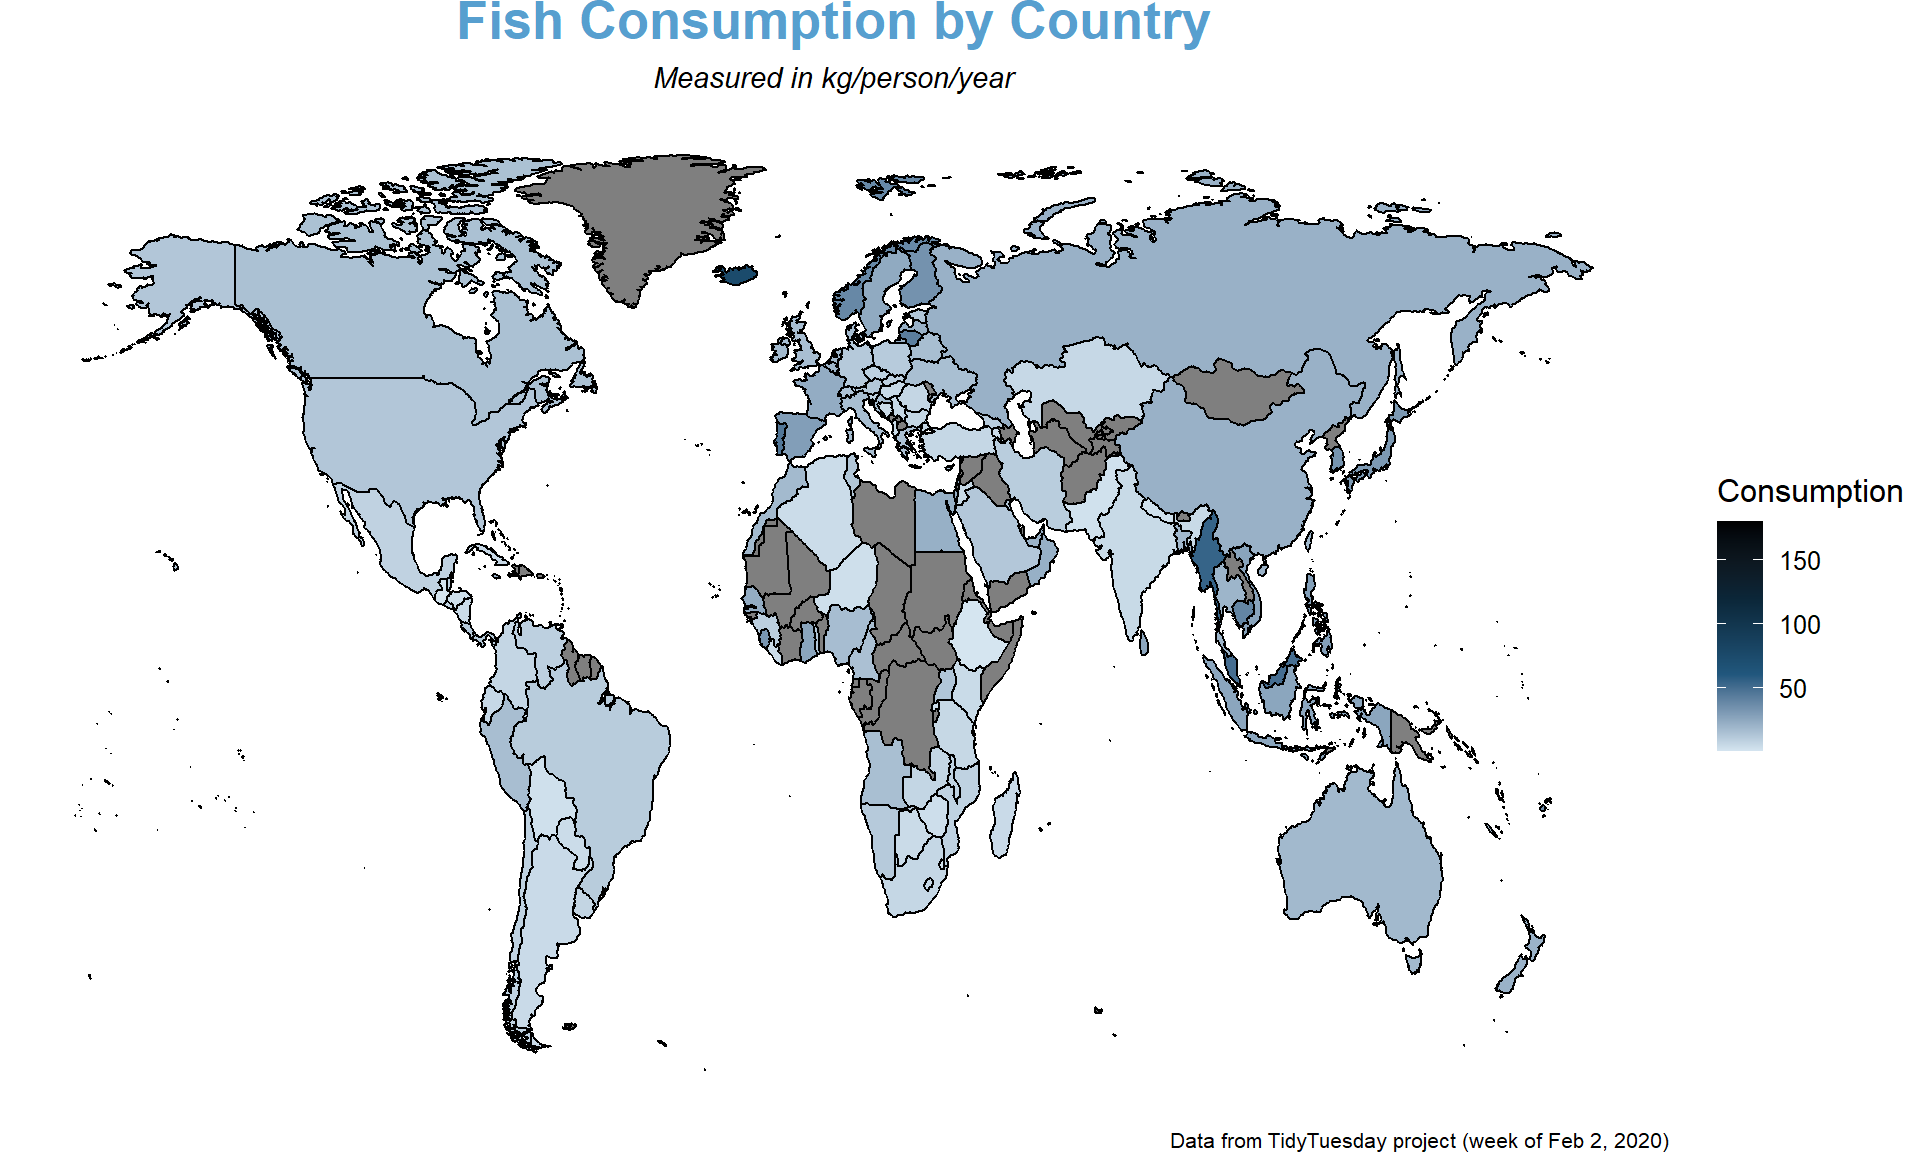 Fish Consumption by Country
Measured in kg/person/year
Consumption
150
100
50
Data from TidyTuesday project (week of Feb 2, 2020)